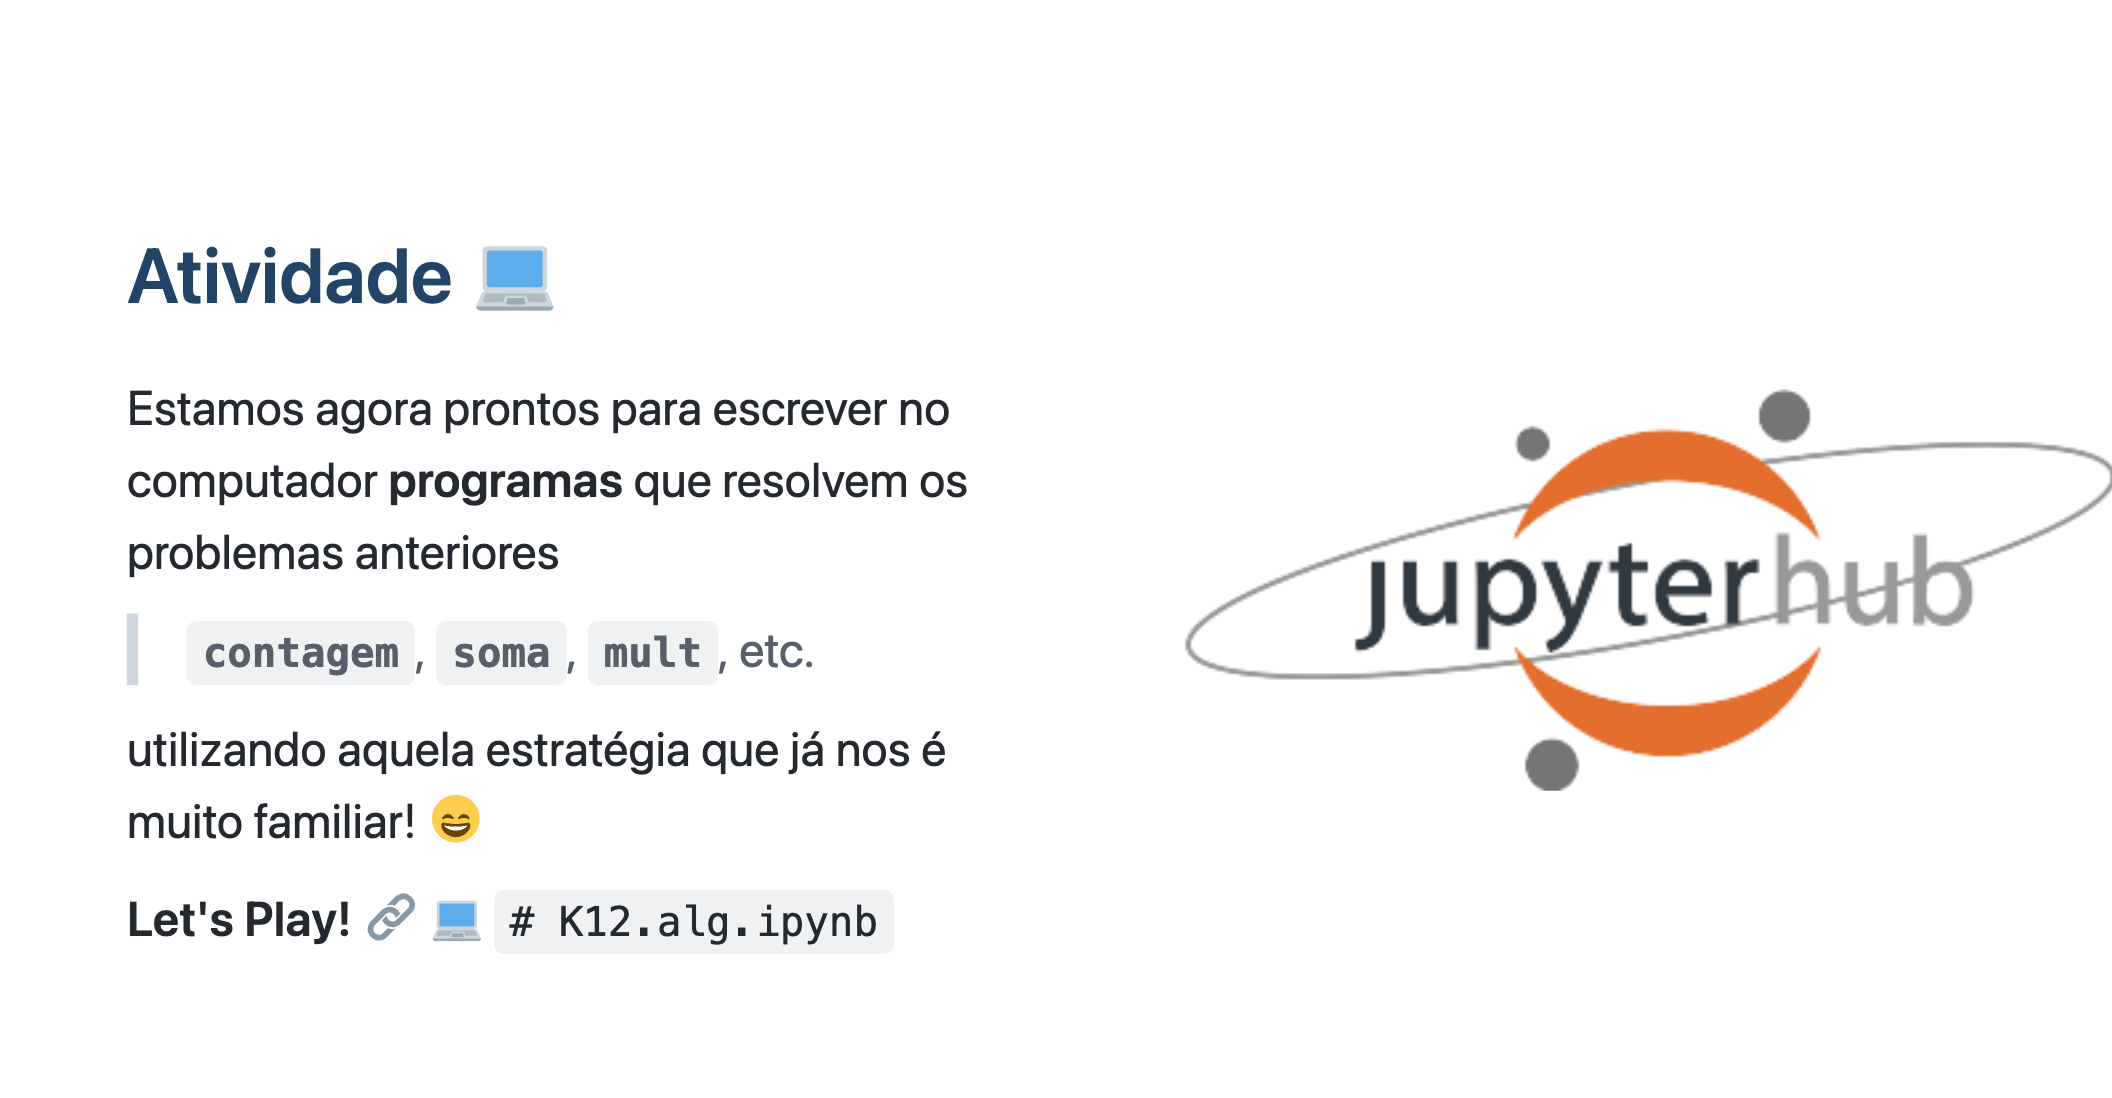 Atividade 💻
Estamos agora prontos para escrever no
computador programas que resolvem os
problemas anteriores
contagem, soma, mult, etc.
utilizando aquela estratégia que já nos é
muito familiar! 😄
Let's Play! 🔗 💻 # K12.alg.ipynb
jupyterhub